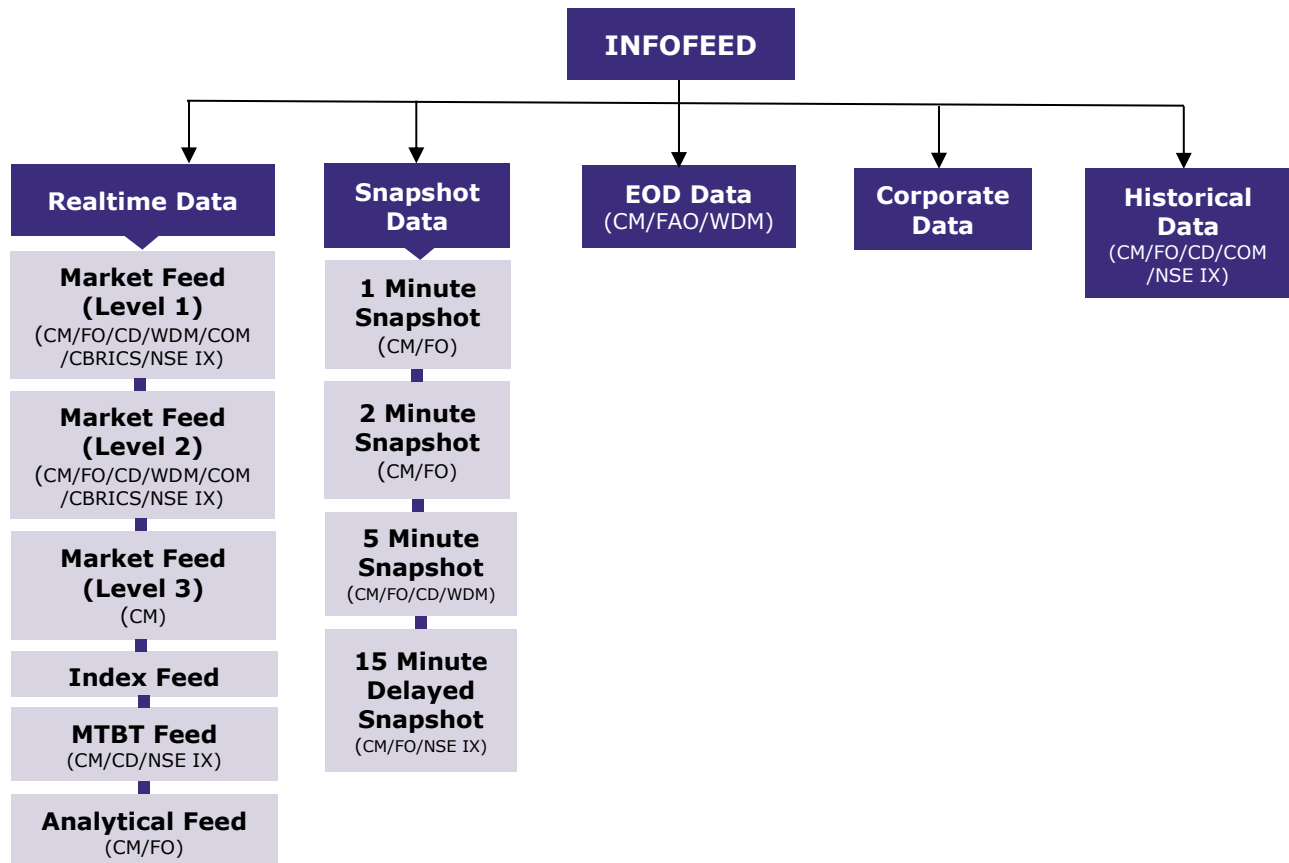 INFOFEED
Realtime Data
Market Feed
(Level 1)
(CM/FO/CD/WDM/COM
/CBRICS/NSE IX)
Market Feed
(Level 2)
(CM/FO/CD/WDM/COM
/CBRICS/NSE IX)
Market Feed
(Level 3)
(CM)
Index Feed
MTBT Feed
(CM/CD/NSE IX)
Analytical Feed
(CM/FO)
Snapshot
Data
1 Minute
Snapshot
(CM/FO)
2 Minute
Snapshot
(CM/FO)
5 Minute
Snapshot
(CM/FO/CD/WDM)
15 Minute
Delayed
Snapshot
(CM/FO/NSE IX)
EOD Data
(CM/FAO/WDM)
Corporate
Data
Historical
Data
(CM/FO/CD/COM
/NSE IX)